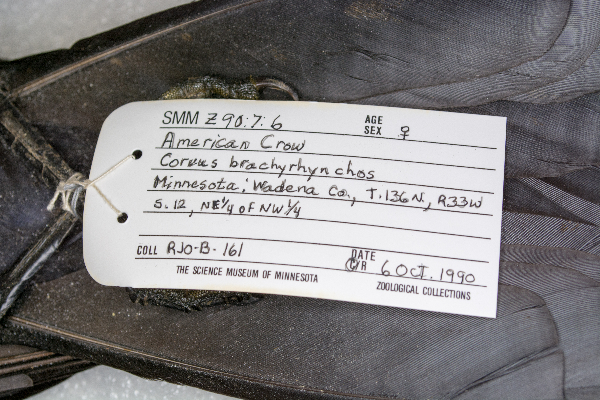 SMM Z 90:7:6 AGE
SEX ♀
American Crow
Corvus brachyrhynchos
Minnesota; Wadena Co., T.136N, R33W
S.12, NE¼ of NW¼
COLL RJO-B-161 DATE
C/R 6 Oct. 1990
THE SCIENCE MUSEUM OF MINNESOTA ZOOLOGICAL COLLECTIONS